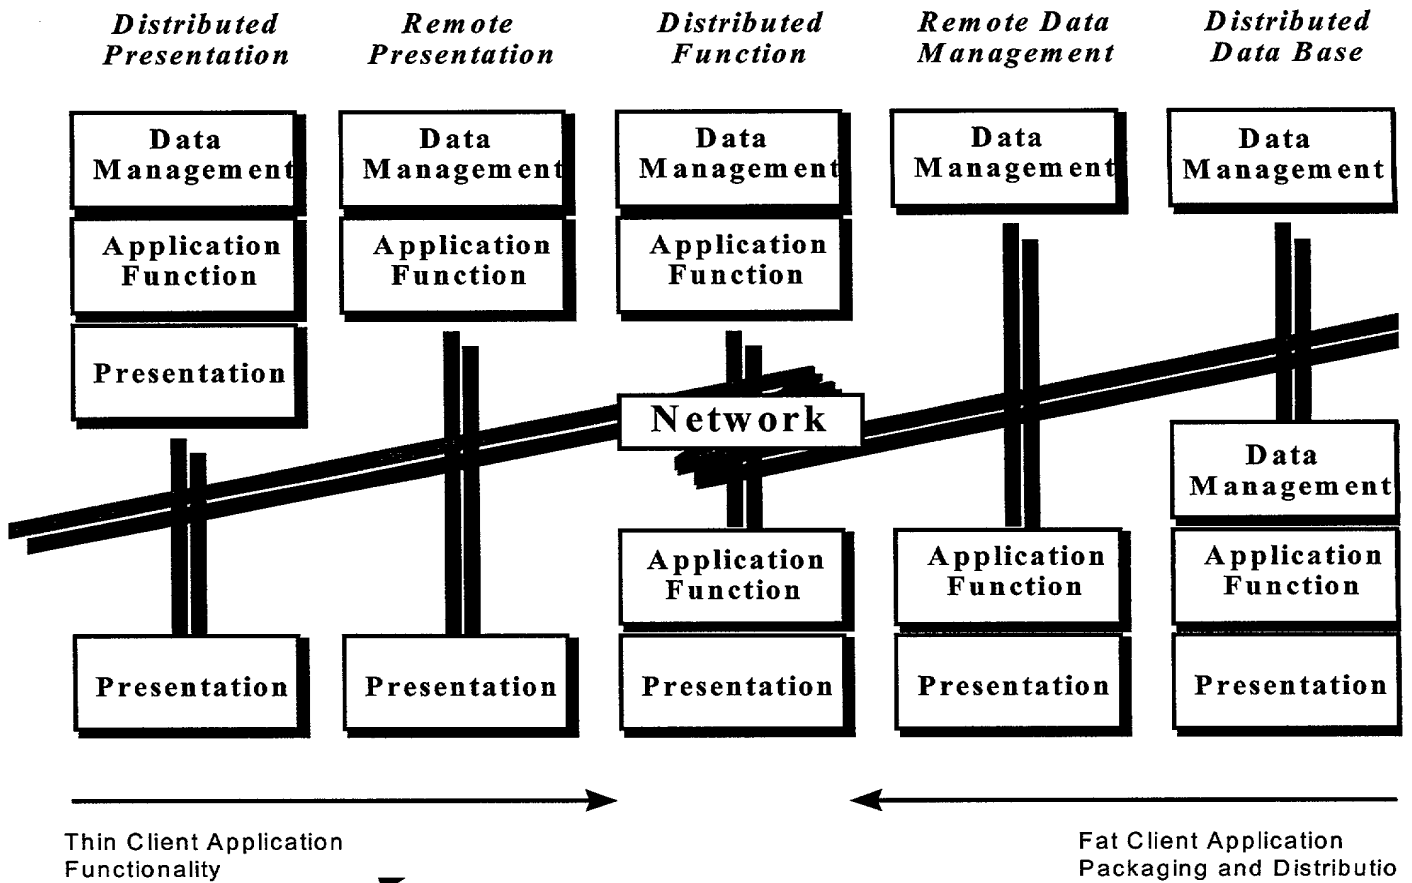 Distributed
Presentation
Remote
Presentation
Distributed
Function
Remote Data
Management
Distributed
Data Base
Data
Management
Application
Function
Presentation
Presentation
Data
Management
Application
Function
Presentation
Data
Management
Application
Function
Network
Application
Function
Presentation
Data
Management
Application
Function
Presentation
Data
Management
Data
Management
Application
Function
Presentation
Thin Client Application
Functionality
Fat Client Application
Packaging and Distributio